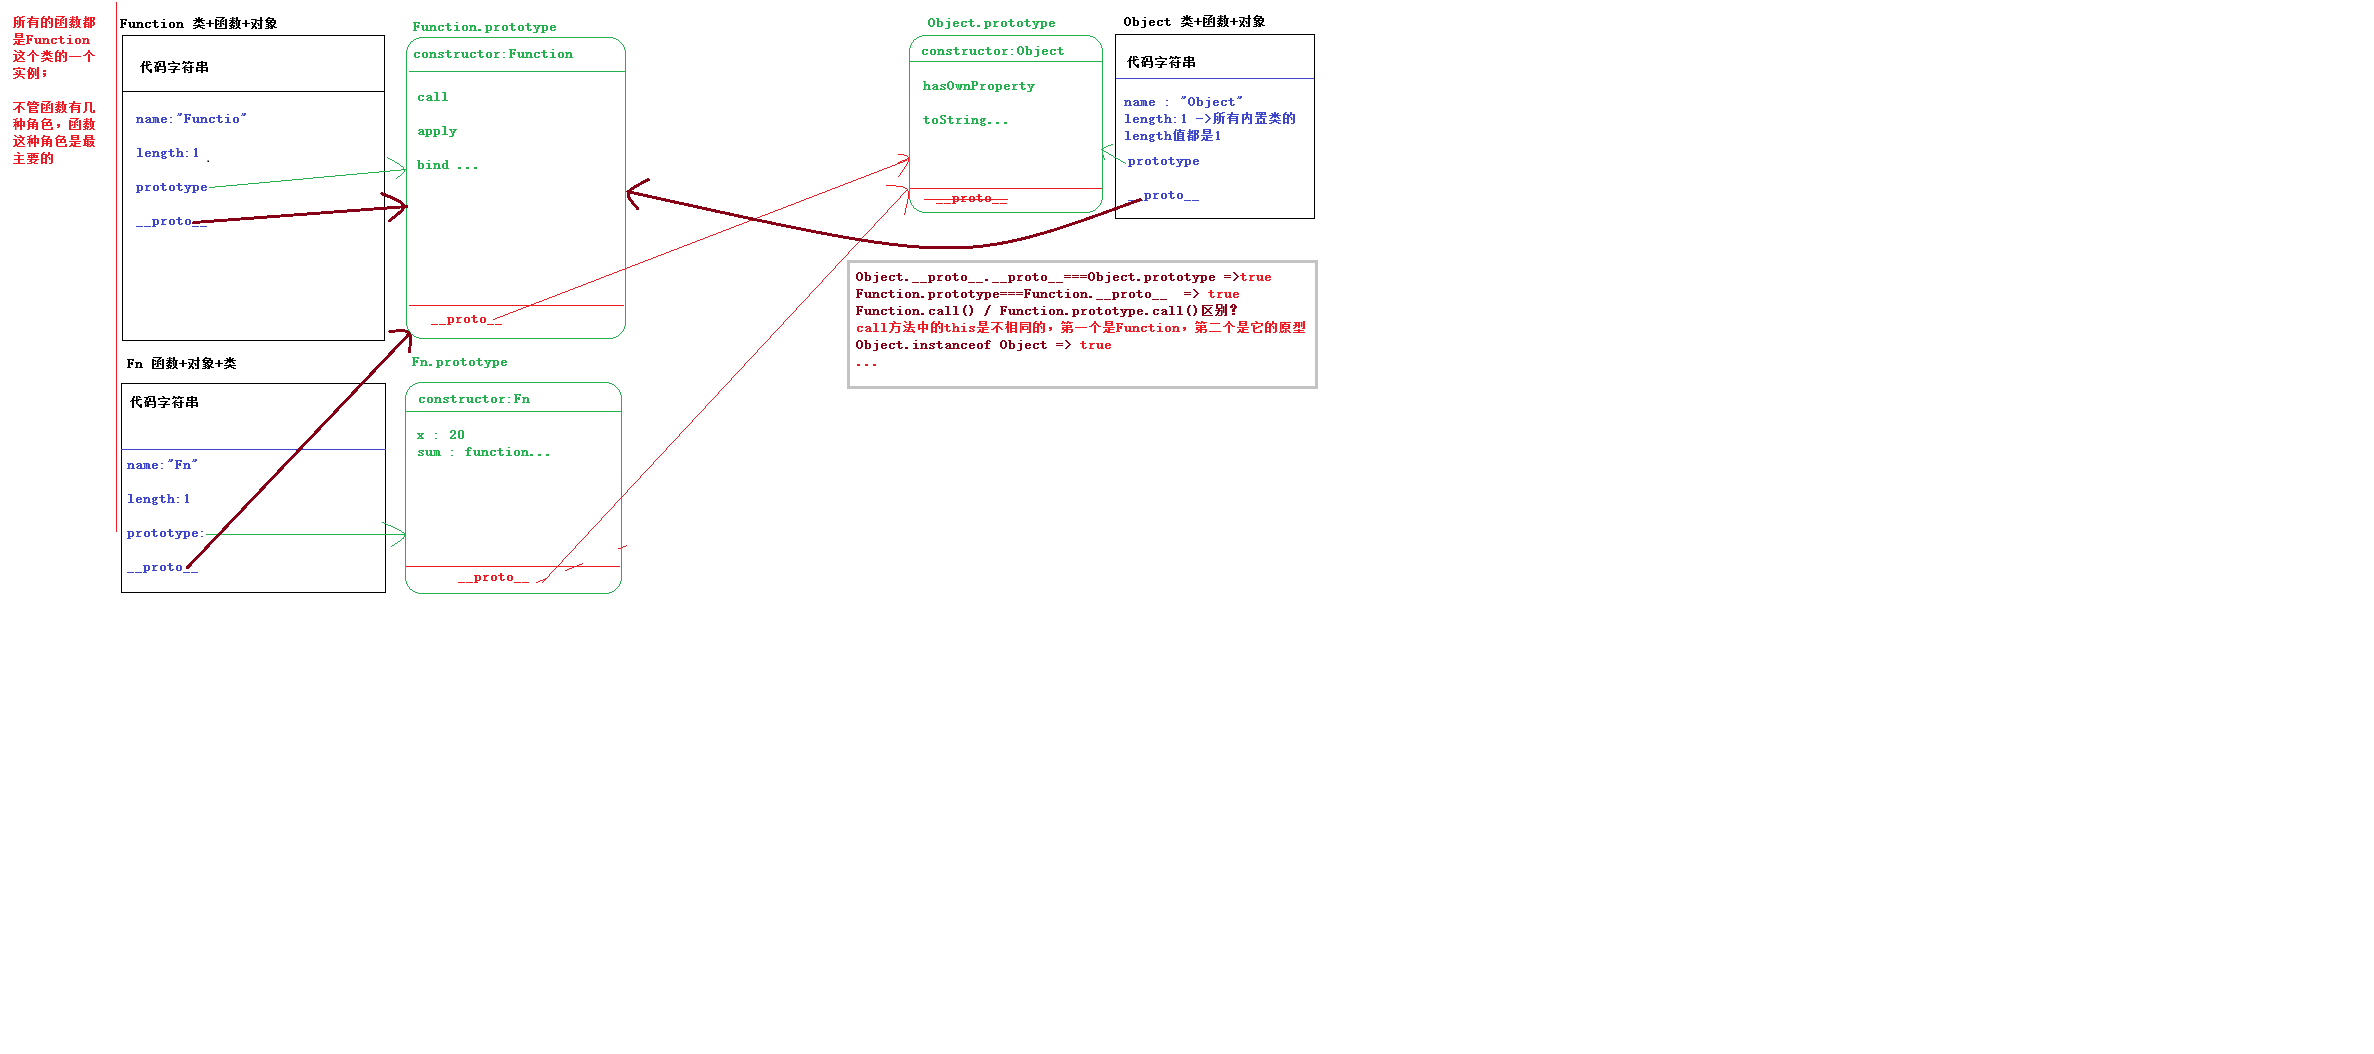 所有的函数都
是Function
这个类的一个
实例;
不管函数有几
种角色,函数
这种角色是最
主要的
Function 类+函数+对象
代码字符串
name:"Functio"
length:1
prototype
__proto__
Function.prototype
constructor:Function
call
apply
bind ...
__proto__
Object.prototype
constructor:Object
hasOwnProperty
toString...
__proto__
Object 类+函数+对象
代码字符串
name : "Object"
length:1 ->所有内置类的
length值都是1
prototype
__proto__
Object.__proto__.__proto__===Object.prototype =>true
Function.prototype===Function.__proto__ => true
Function.call() / Function.prototype.call()区别?
call方法中的this是不相同的,第一个是Function,第二个是它的原型
Object.instanceof Object => true
...
Fn 函数+对象+类
代码字符串
name:"Fn"
length:1
prototype:
__proto__
Fn.prototype
constructor:Fn
x : 20
sum : function...
__proto__